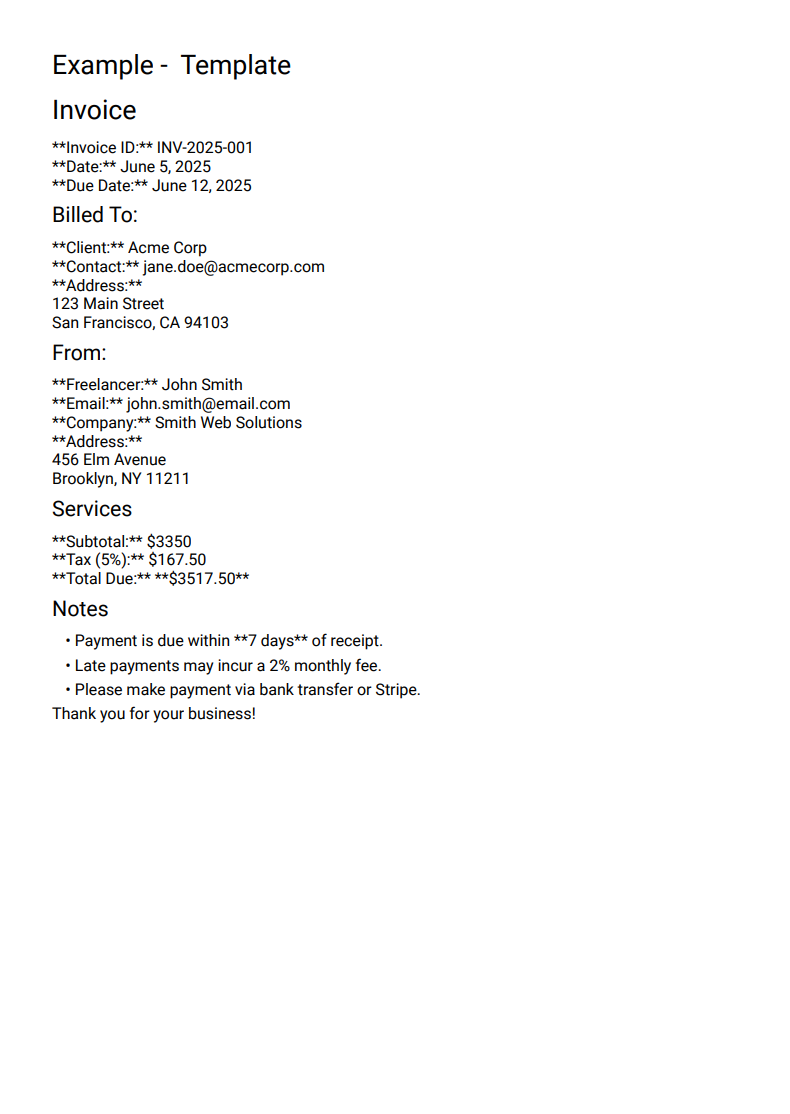 Example -  Template
Invoice
**Invoice ID:** INV-2025-001
**Date:** June 5, 2025
**Due Date:** June 12, 2025
Billed To:
**Client:** Acme Corp
**Contact:** jane.doe@acmecorp.com
**Address:**
123 Main Street
San Francisco, CA 94103
From:
**Freelancer:** John Smith
**Email:** john.smith@email.com
**Company:** Smith Web Solutions
**Address:**
456 Elm Avenue
Brooklyn, NY 11211
Services
**Subtotal:** $3350
**Tax (5%):** $167.50
**Total Due:** **$3517.50**
Notes
• Payment is due within **7 days** of receipt.
• Late payments may incur a 2% monthly fee.
• Please make payment via bank transfer or Stripe.
Thank you for your business!